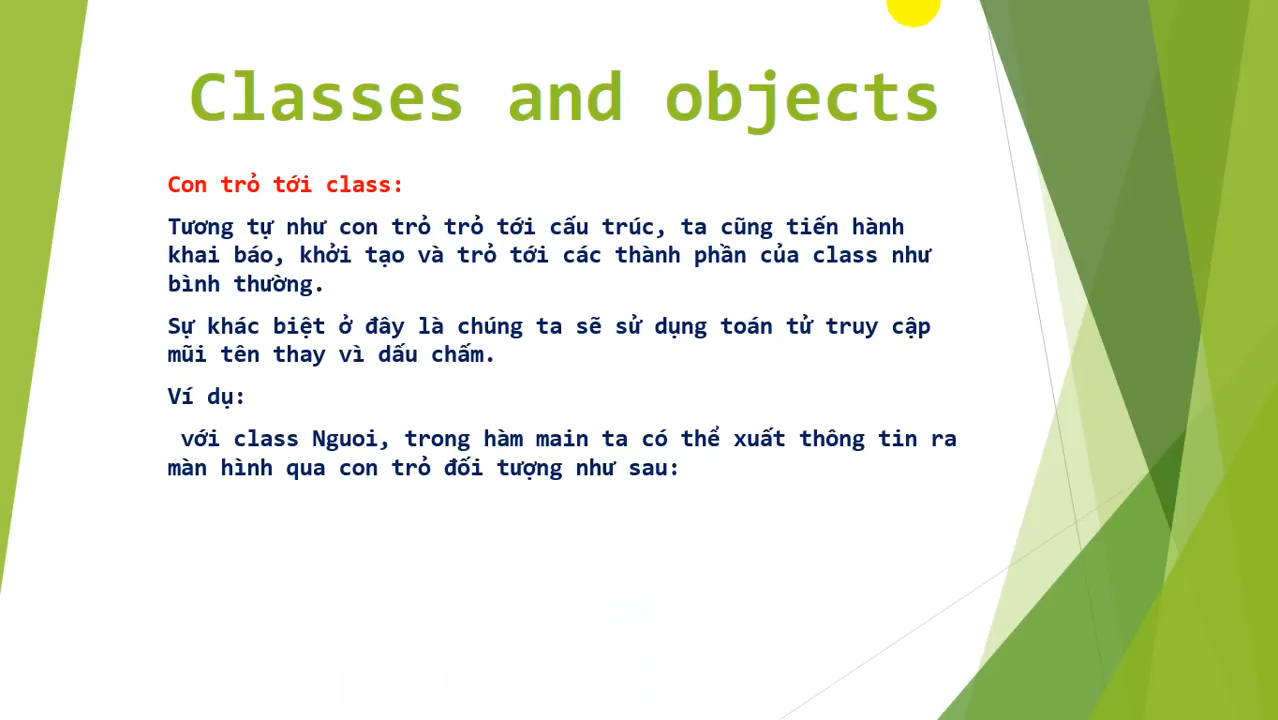 Classes and objects
Con trỏ tới class:
Tương tự như con trỏ trỏ tới cấu trúc, ta cũng tiến hành
khai báo, khởi tạo và trỏ tới các thành phần của class như
bình thường.
Sự khác biệt ở đây là chúng ta sẽ sử dụng toán tử truy cập
mũi tên thay vì dấu chấm.
Ví dụ:
với class Nguoi, trong hàm main ta có thể xuất thông tin ra
màn hình qua con trỏ đối tượng như sau: